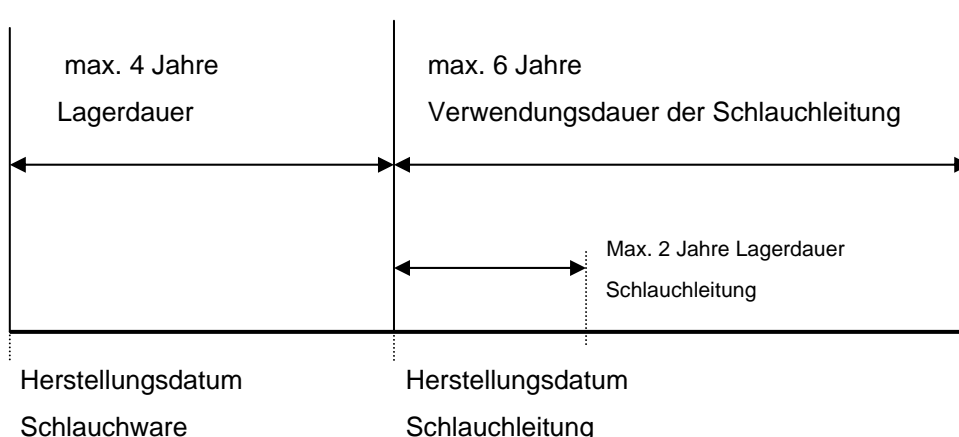 max. 4 Jahre
Lagerdauer
max. 6 Jahre
Verwendungsdauer der Schlauchleitung
Max. 2 Jahre Lagerdauer
Schlauchleitung
Herstellungsdatum
Schlauchware
Herstellungsdatum
Schlauchleitung